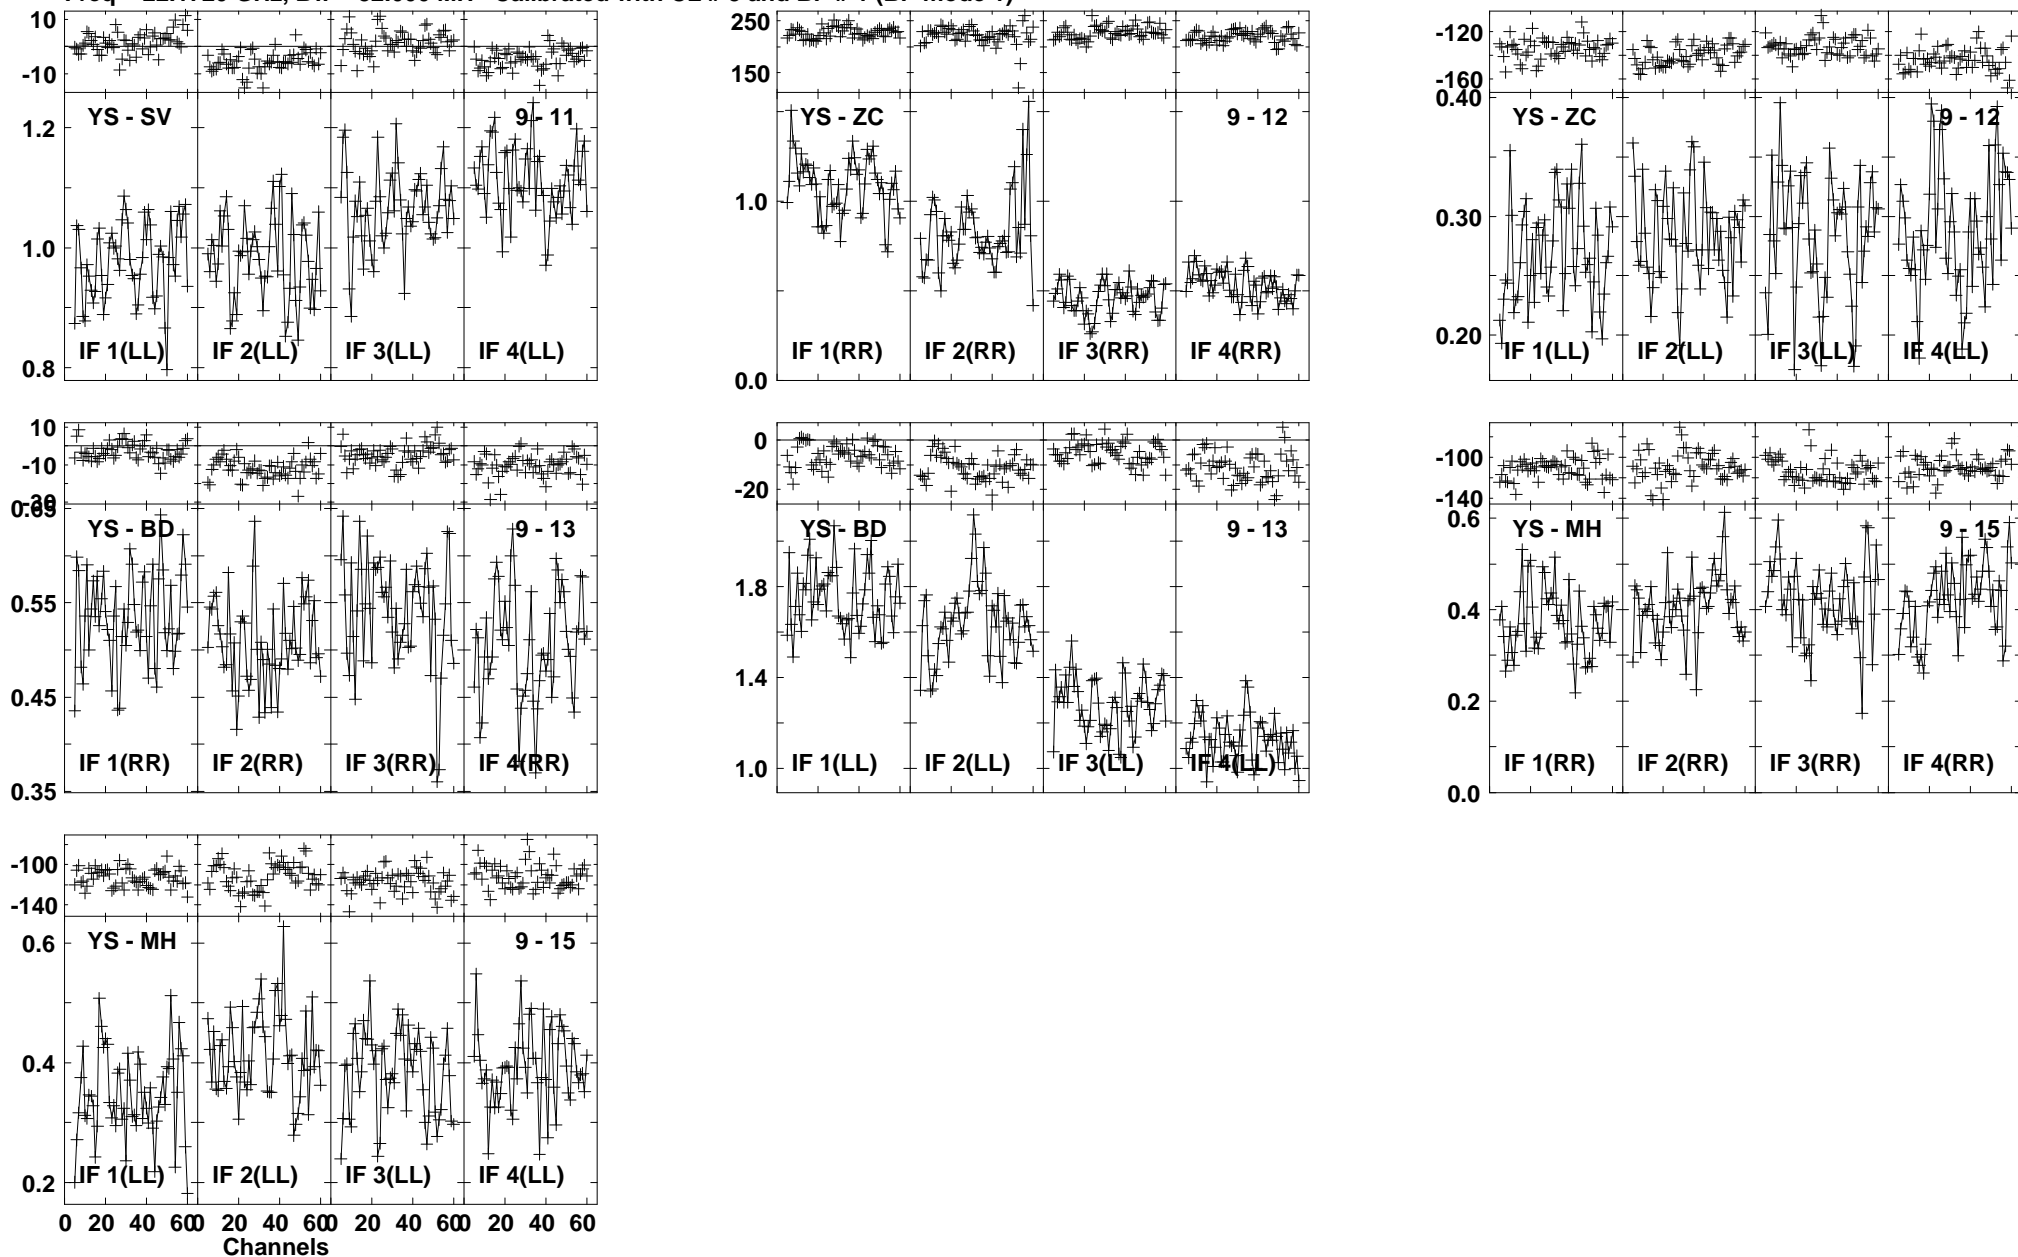 10
-10
1.2
1.0
0.8
YS - SV
9 - 11
IF 1(LL)
IF 2(LL)
IF 3(LL)
IF 4(LL)
250
150
1.0
0.0
YS - ZC
9 - 12
IF 1(RR)
IF 2(RR)
IF 3(RR)
IF 4(RR)
-120
-160
0.40
0.30
0.20
YS - ZC
9 - 12
IF 1(LL)
IF 2(LL)
IF 3(LL)
IF 4(LL)
10
-10
-30
0.65
0.55
0.45
0.35
YS - BD
9 - 13
IF 1(RR)
IF 2(RR)
IF 3(RR)
IF 4(RR)
0
-20
1.8
1.4
1.0
YS - BD
9 - 13
IF 1(LL)
IF 2(LL)
IF 3(LL)
IF 4(LL)
-100
-140
0.6
0.4
0.2
0.0
YS - MH
9 - 15
IF 1(RR)
IF 2(RR)
IF 3(RR)
IF 4(RR)
-100
-140
0.6
0.4
0.2
YS - MH
9 - 15
IF 1(LL)
IF 2(LL)
IF 3(LL)
IF 4(LL)
0 20 40 60 0 20 40 60 0 20 40 60 0 20 40 60
Channels